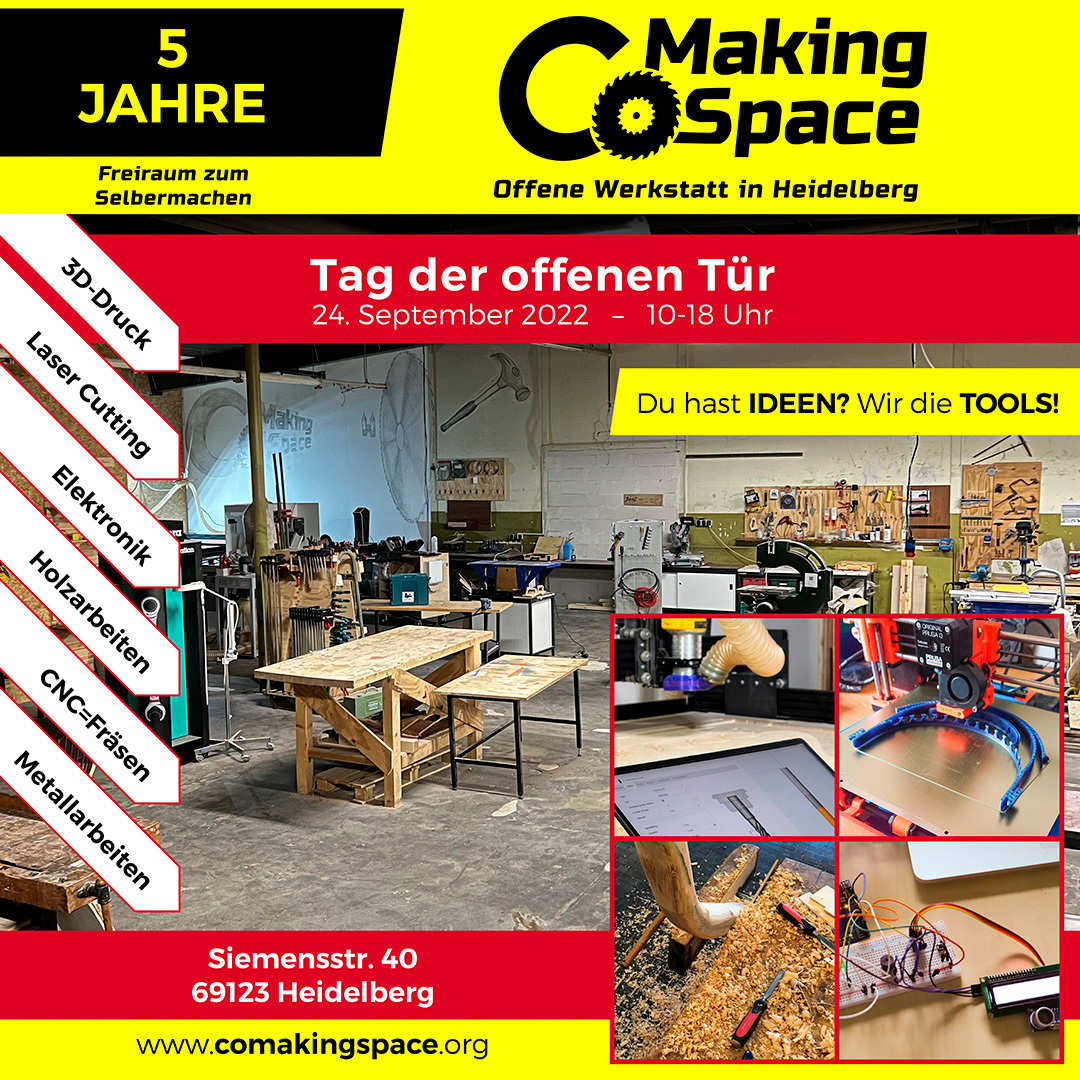 5
JAHRE
Freiraum zum
Selbermachen
CoMaking
Space
Offene Werkstatt in Heidelberg
Tag der offenen Tür
24. September 2022 – 10-18 Uhr
Du hast IDEEN? Wir die TOOLS!
3D-Druck
Laser Cutting
Elektronik
Holzarbeiten
CNC=Fräsen
Metallarbeiten
Making
Space
ORIGINAL
PRUSA i3
Siemensstr. 40
69123 Heidelberg
www.comakingspace.org